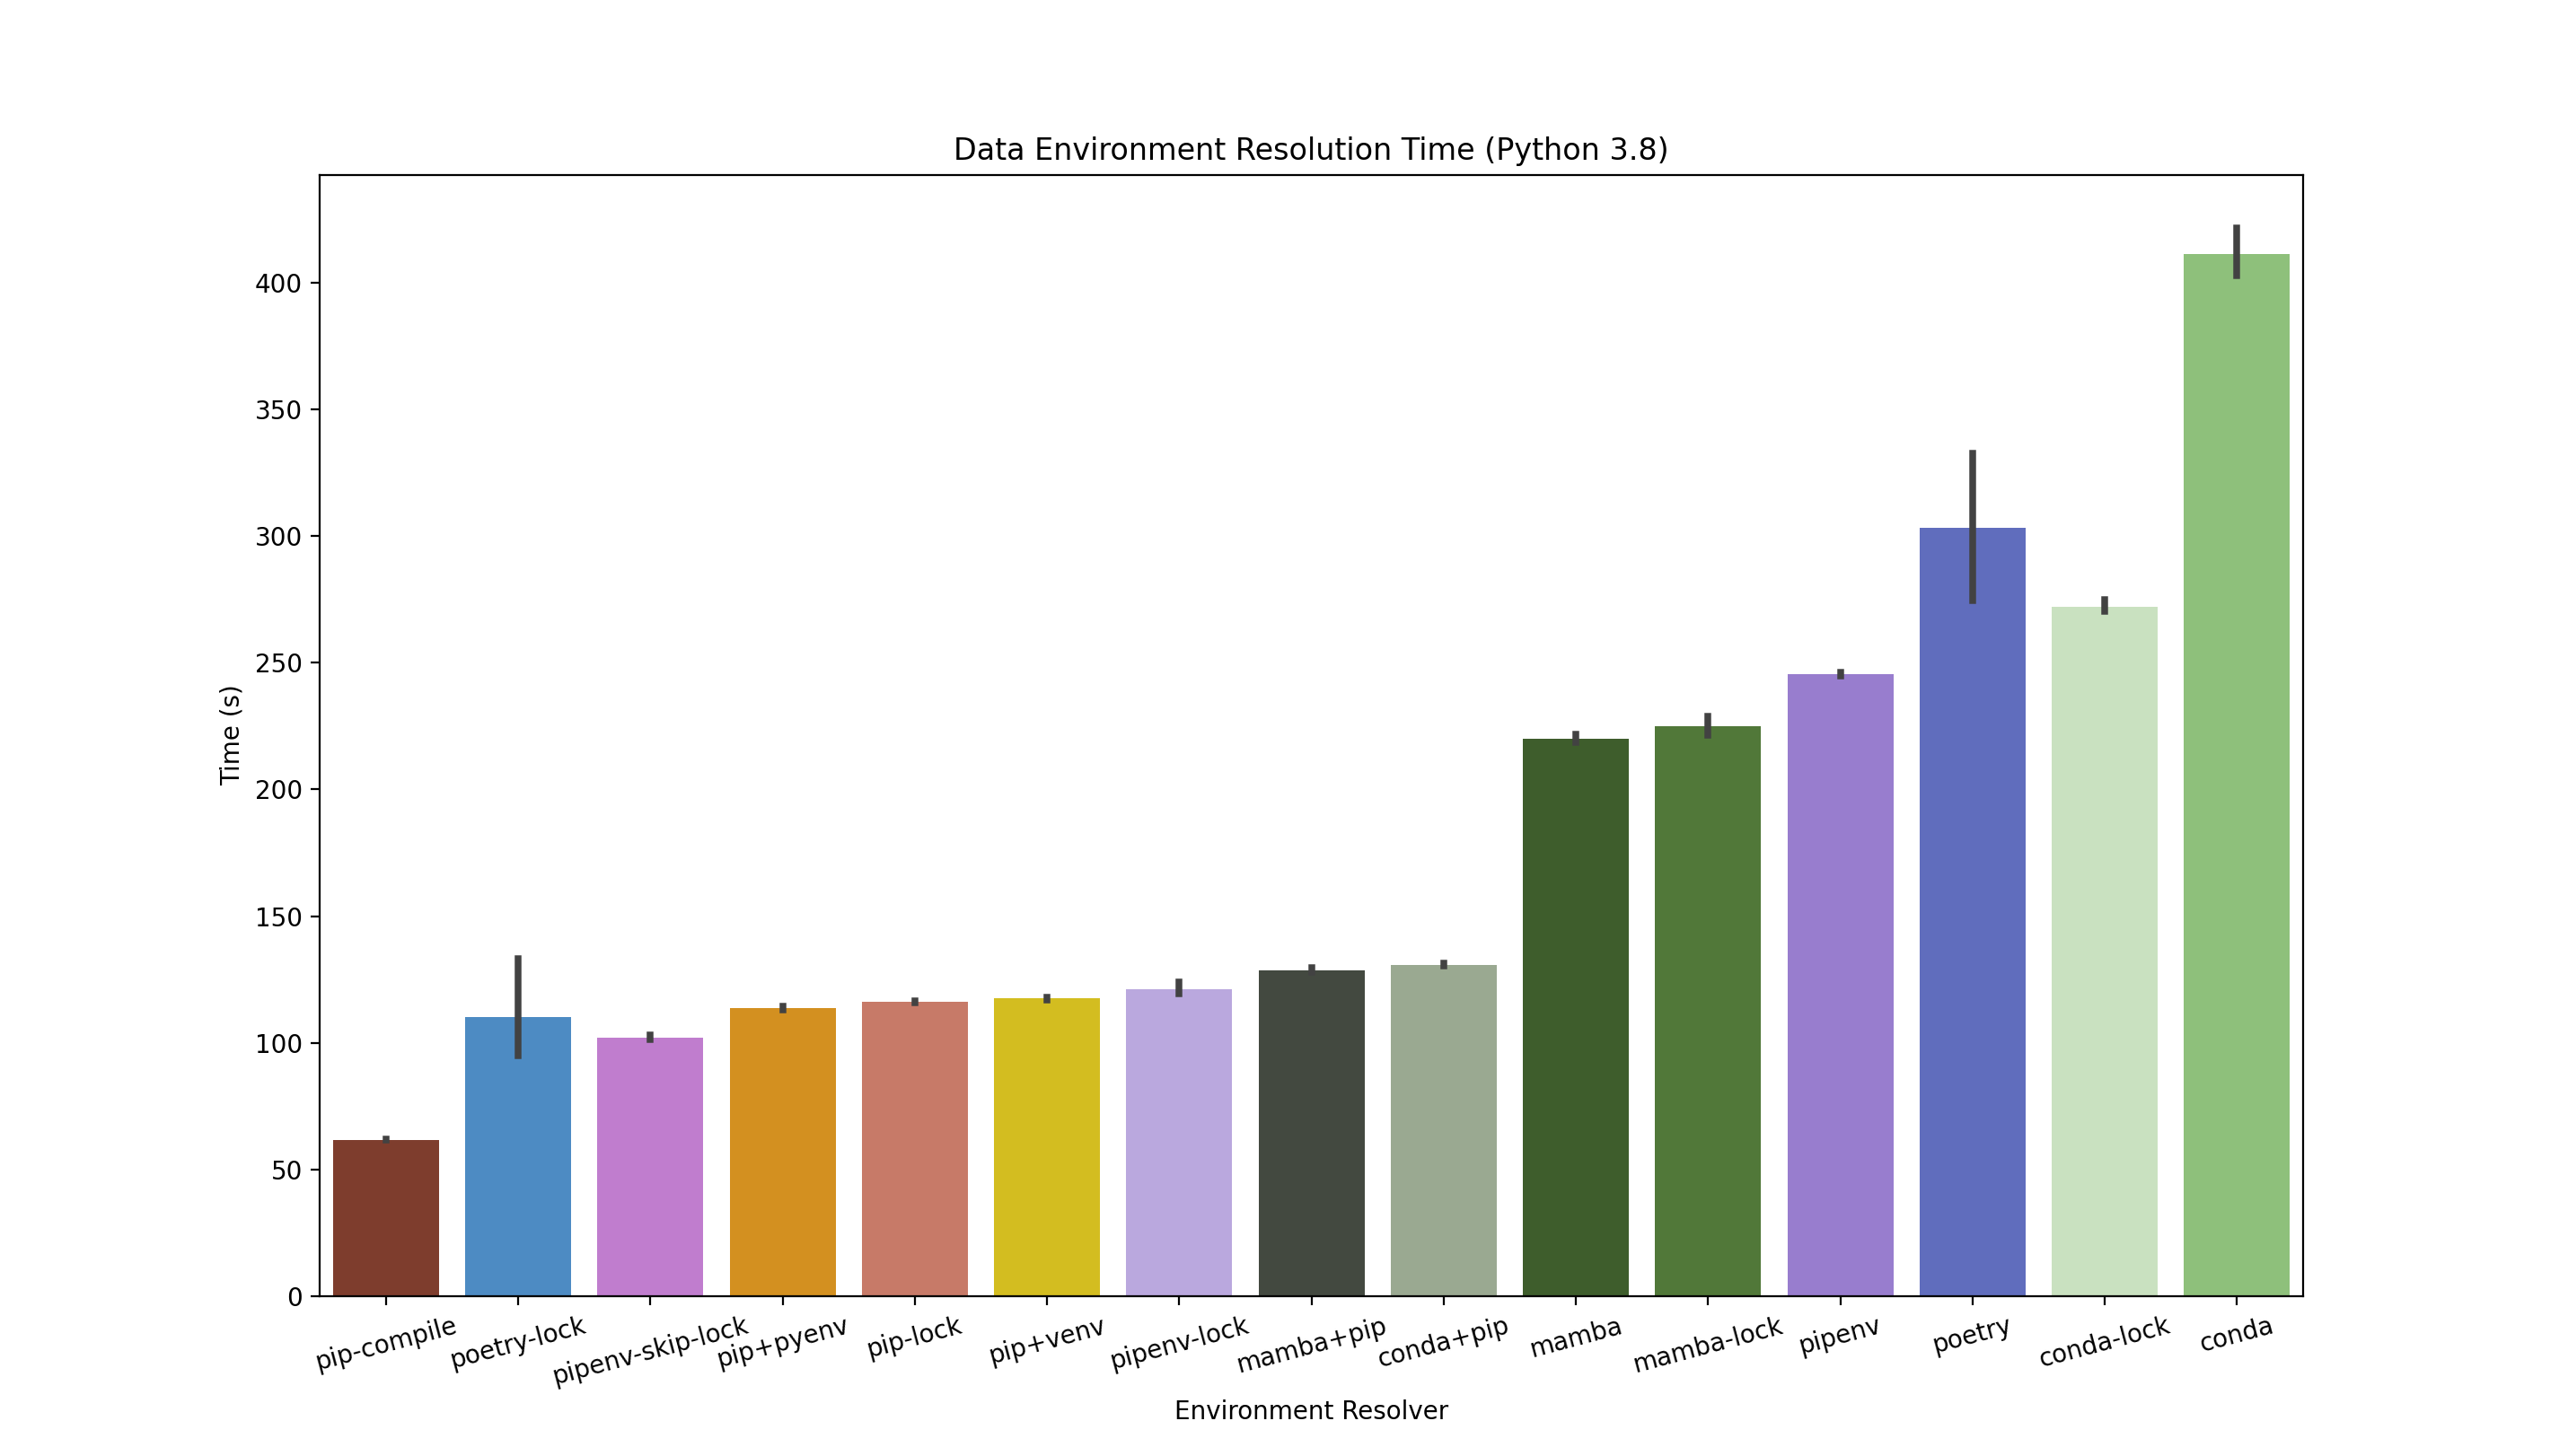 Data Environment Resolution Time (Python 3.8)
400
350
300
250
200
150
100
50
0
Time (s)
pip-compile
poetry-lock
pipenv-skip-lock
pip+pyenv
pip-lock
pip+venv
pipenv-lock
mamba+pip
conda+pip
mamba
mamba-lock
pipenv
poetry
conda-lock
conda
Environment Resolver